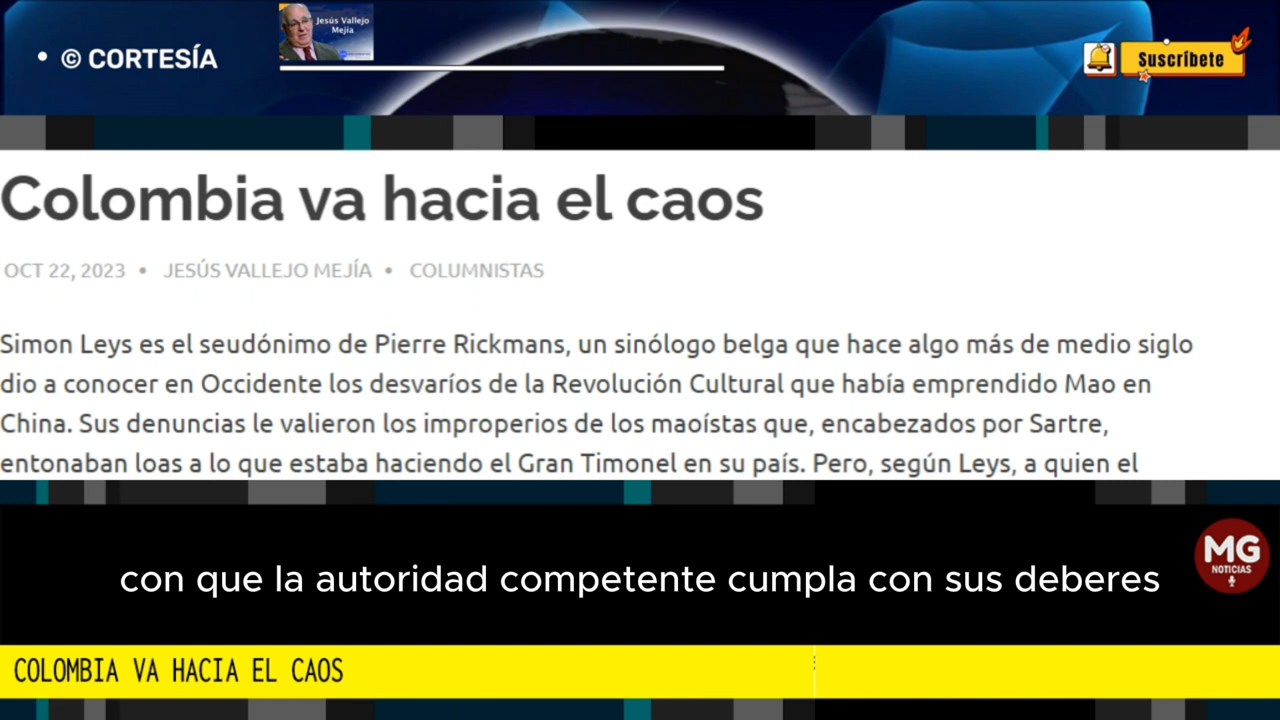 • © CORTESÍA
Jesús Vallejo
Mejía
Suscríbete
Colombia va hacia el caos
OCT 22, 2023 • JESÚS VALLEJO MEJÍA • COLUMNISTAS
Simon Leys es el seudónimo de Pierre Rickmans, un sinólogo belga que hace algo más de medio siglo
dio a conocer en Occidente los desvaríos de la Revolución Cultural que había emprendido Mao en
China. Sus denuncias le valieron los improperios de los maoístas que, encabezados por Sartre,
entonaban loas a lo que estaba haciendo el Gran Timonel en su país. Pero, según Leys, a quien el
con que la autoridad competente cumpla con sus deberes
MG
NOTICIAS
COLOMBIA VA HACIA EL CAOS